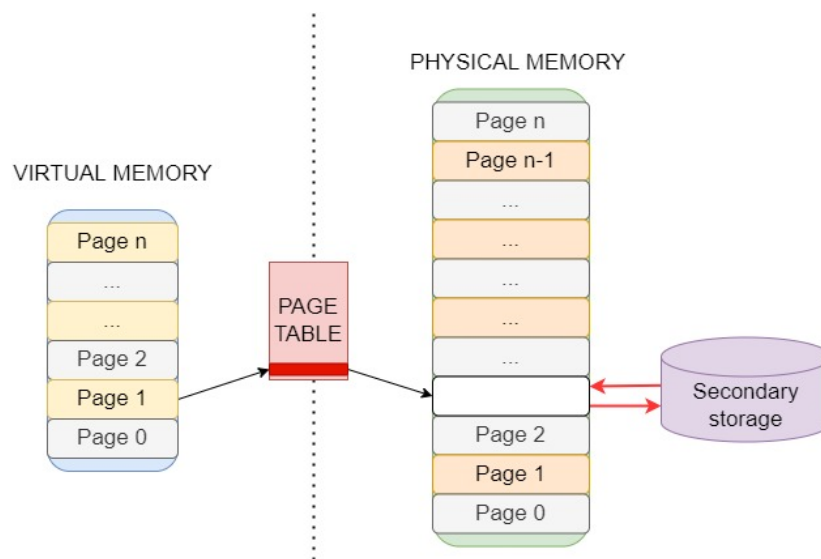 VIRTUAL MEMORY
Page n
...
...
Page 2
Page 1
Page 0
PAGE
TABLE
PHYSICAL MEMORY
Page n
Page n-1
...
...
...
...
...
Page 2
Page 1
Page 0
Secondary
storage